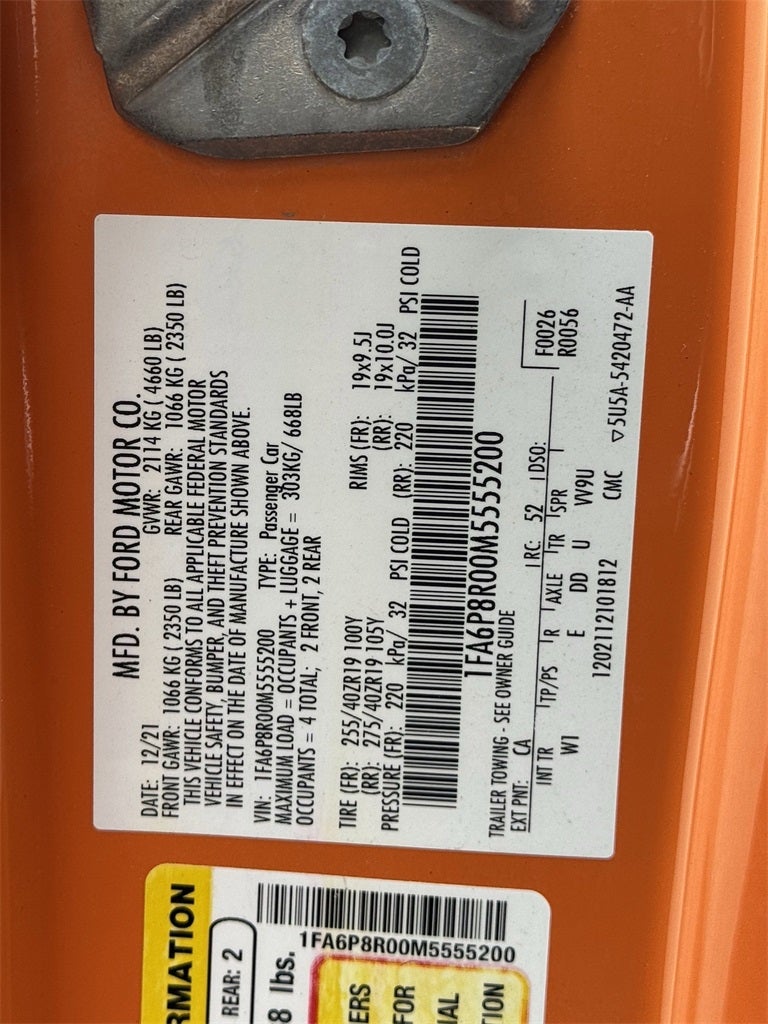 MFD. BY FORD MOTOR CO.
DATE: 12/21 GVWR: 2114 KG ( 4660 LB)
FRONT GAWR: 1066 KG ( 2350 LB) REAR GAWR: 1066 KG ( 2350 LB)
THIS VEHICLE CONFORMS TO ALL APPLICABLE FEDERAL MOTOR
VEHICLE SAFETY, BUMPER, AND THEFT PREVENTION STANDARDS
IN EFFECT ON THE DATE OF MANUFACTURE SHOWN ABOVE.
VIN: 1FA6P8R00M5555200 TYPE: Passenger Car
MAXIMUM LOAD = OCCUPANTS + LUGGAGE = 303KG/ 668LB
OCCUPANTS = 4 TOTAL; 2 FRONT, 2 REAR
TIRE (FR): 255/40ZR19 100Y RIMS (FR): 19x9.5J
(RR): 275/40ZR19 105Y (RR): 19x10.0J
PRESSURE (FR): 220 kPa/ 32 PSI COLD (RR): 220 kPa/ 32 PSI COLD
1FA6P8R00M5555200
TRAILER TOWING - SEE OWNER GUIDE
EXT PNT: CA RC: 52 DSO: F0026
R0056
INT TR TP/PS R AXLE TR SPR
WI E DD U VV9U
12021112101812 CMC ▽5U5A-5420472-AA
RMATION
REAR: 2
1FA6P8R00M5555200
8 lbs.
ERS
FOR
IAL
ION